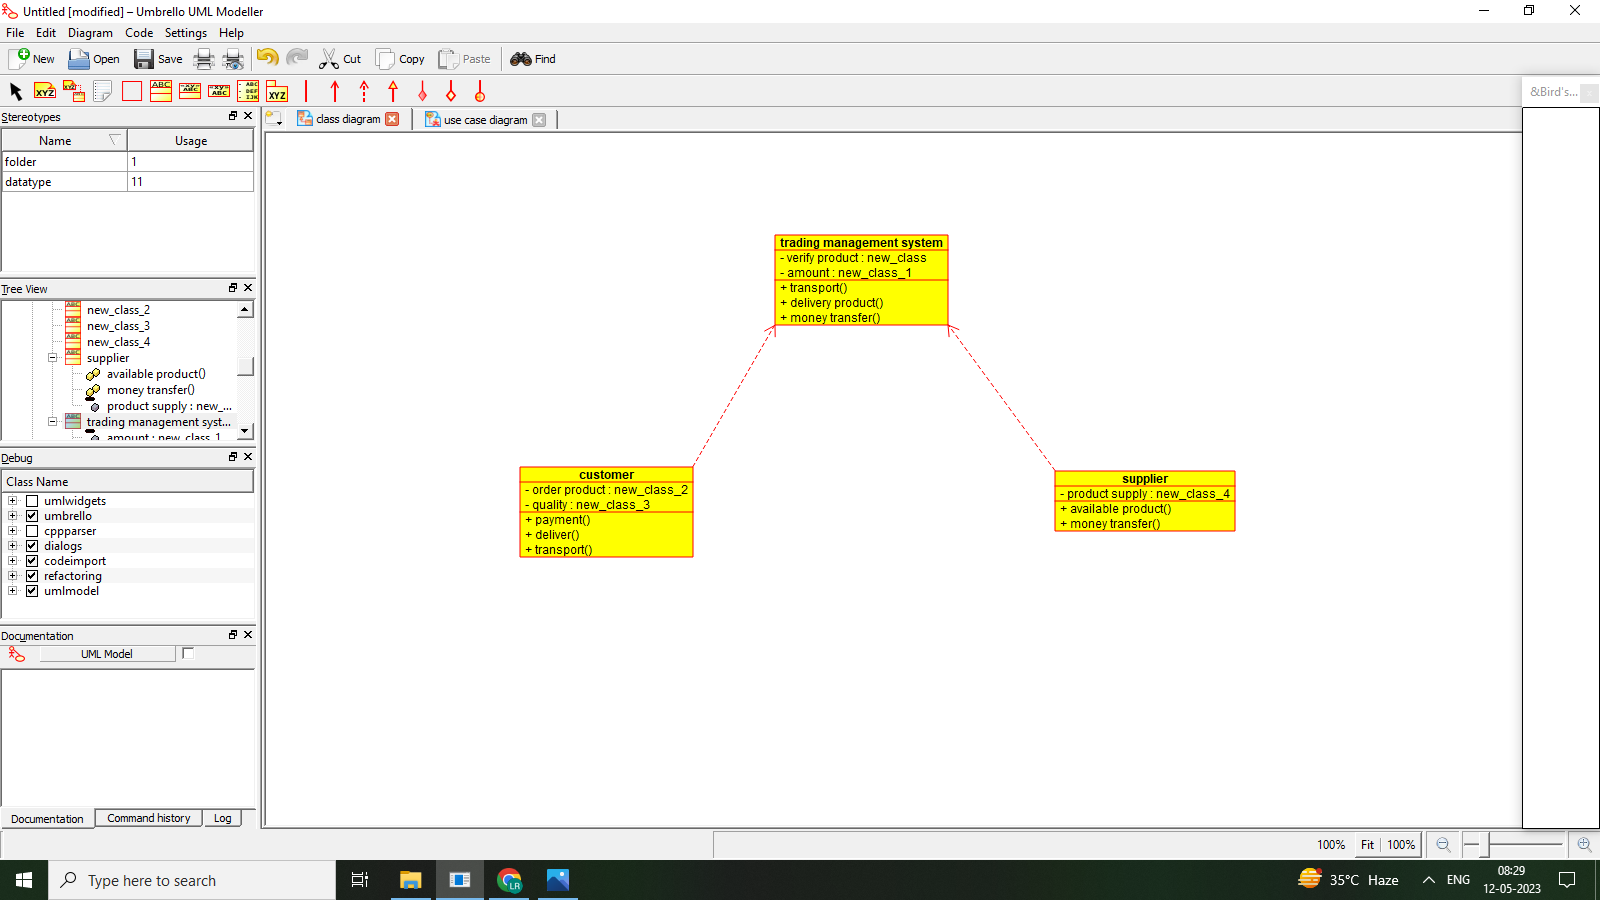 Untitled [modified] – Umbrello UML Modeller
File Edit Diagram Code Settings Help
New Open Save Cut Copy Paste Find
&Bird's...
Stereotypes
class diagram
use case diagram
Name Usage
folder 1
datatype 11
Tree View
new_class_2
new_class_3
new_class_4
supplier
available product()
money transfer()
product supply : new_...
trading management syst...
amount : new_class_1
Debug
Class Name
umlwidgets
umbrello
cppparser
dialogs
codeimport
refactoring
umlmodel
Documentation
UML Model
Documentation Command history Log
trading management system
- verify product : new_class
- amount : new_class_1
+ transport()
+ delivery product()
+ money transfer()
customer
- order product : new_class_2
- quality : new_class_3
+ payment()
+ deliver()
+ transport()
supplier
- product supply : new_class_4
+ available product()
+ money transfer()
100% Fit 100%
Type here to search
LR
35°C Haze
ENG
08:29
12-05-2023